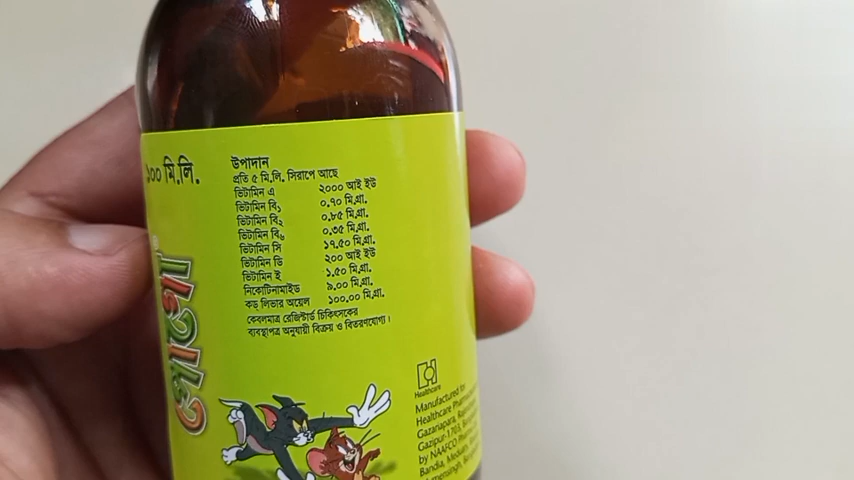 ১০০ মি.লি.
পোগো
উপাদান
প্রতি ৫ মি.লি. সিরাপে আছে
ভিটামিন এ ২০০০ আই ইউ
ভিটামিন বি১ ০.৭০ মি.গ্রা.
ভিটামিন বি২ ০.৮৫ মি.গ্রা.
ভিটামিন বি৬ ০.৩৫ মি.গ্রা.
ভিটামিন সি ১৭.৫০ মি.গ্রা.
ভিটামিন ডি ২০০ আই ইউ
ভিটামিন ই ১.৫০ মি.গ্রা.
নিকোটিনামাইড ৯.০০ মি.গ্রা.
কড্ লিভার অয়েল ১০০.০০ মি.গ্রা.
কেবলমাত্র রেজিস্টার্ড চিকিৎসকের
ব্যবস্থাপত্র অনুযায়ী বিক্রয় ও বিতরণযোগ্য।
Healthcare
Manufactured for
Healthcare
Gazariapara,
Gazipur-1703,
by NAAFCO
Bandia,